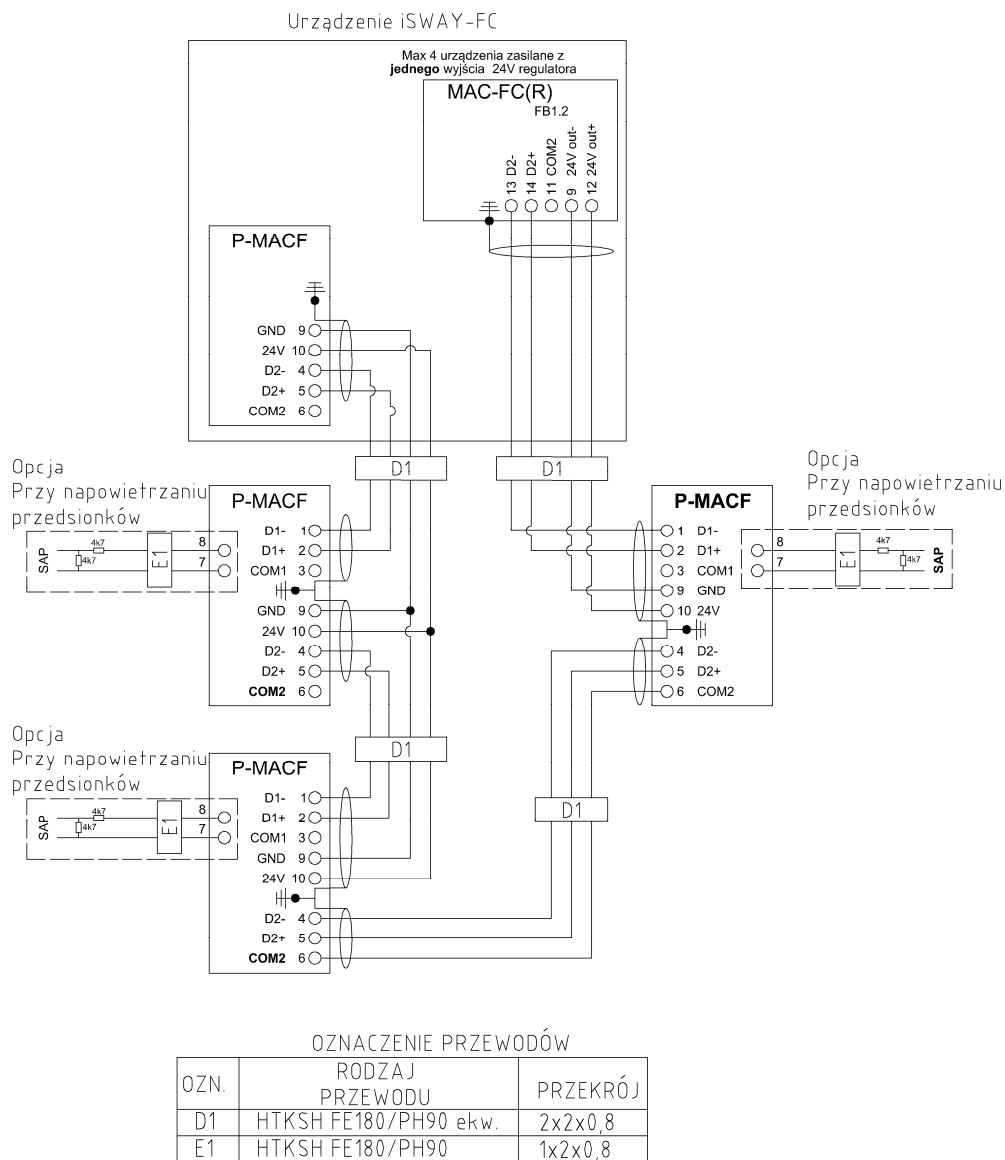 Urządzenie iSWAY-FC
Max 4 urządzenia zasilane z
jednego wyjścia 24V regulatora
MAC-FC(R)
FB1.2
13 D2-
14 D2+
11 COM2
9 24V out-
12 24V out+
P-MACF
GND 9
24V 10
D2- 4
D2+ 5
COM2 6
D1
D1
Opcja
Przy napowietrzaniu
przedsionków
SAP
4k7
4k7
E1
8
7
P-MACF
D1- 1
D1+ 2
COM1 3
GND 9
24V 10
D2- 4
D2+ 5
COM2 6
Opcja
Przy napowietrzaniu
przedsionków
P-MACF
1 D1-
2 D1+
3 COM1
9 GND
10 24V
4 D2-
5 D2+
6 COM2
8
7
E1
4k7
4k7
SAP
D1
D1
Opcja
Przy napowietrzaniu
przedsionków
SAP
4k7
4k7
E1
8
7
P-MACF
D1- 1
D1+ 2
COM1 3
GND 9
24V 10
D2- 4
D2+ 5
COM2 6
OZNACZENIE PRZEWODÓW
OZN. RODZAJ PRZEWODU PRZEKRÓJ
D1 HTKSH FE180/PH90 ekw. 2x2x0,8
E1 HTKSH FE180/PH90 1x2x0,8